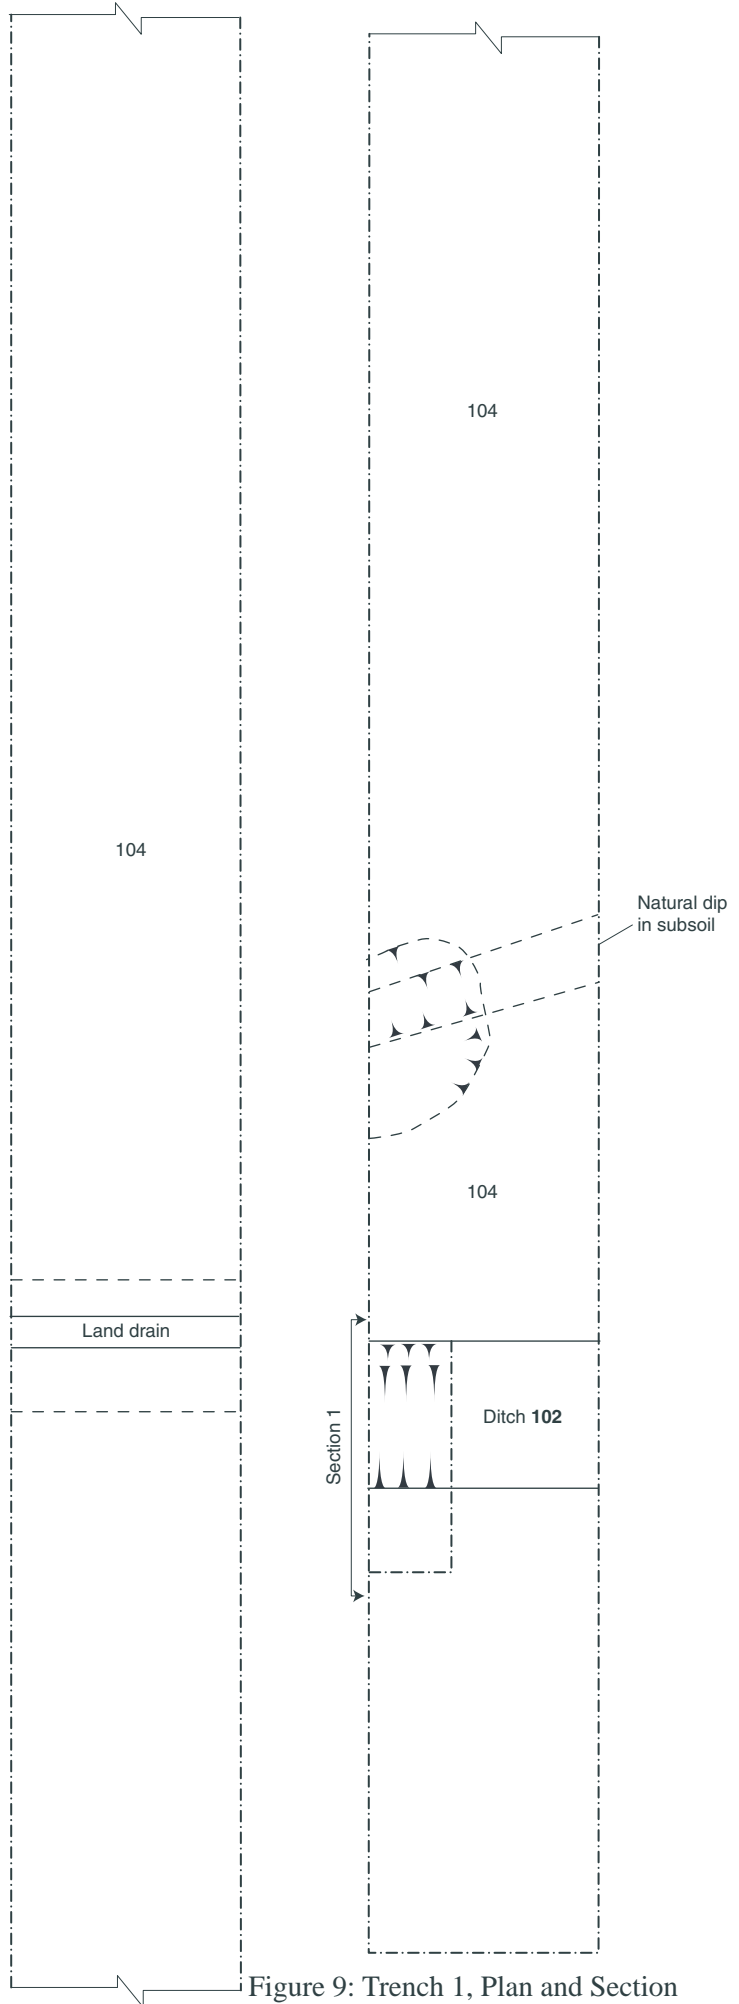 104
Land drain
104
Natural dip
in subsoil
104
Section 1
Ditch 102
Figure 9: Trench 1, Plan and Section